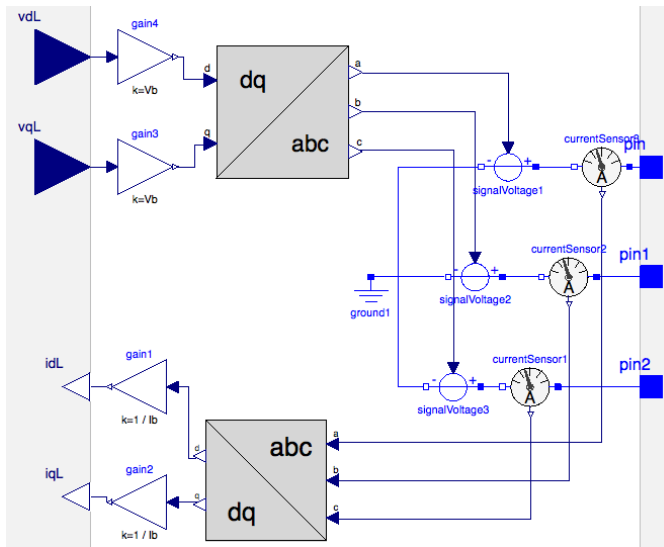 vdL
gain4
k=Vb
d
dq
a
vqL
gain3
k=Vb
q
abc
b
c
- +
signalVoltage1
currentSensor3
A
pin
- +
signalVoltage2
currentSensor2
A
pin1
ground1
- +
signalVoltage3
currentSensor1
A
pin2
idL
gain1
k=1 / Ib
d
abc
a
iqL
gain2
k=1 / Ib
q
dq
b
c